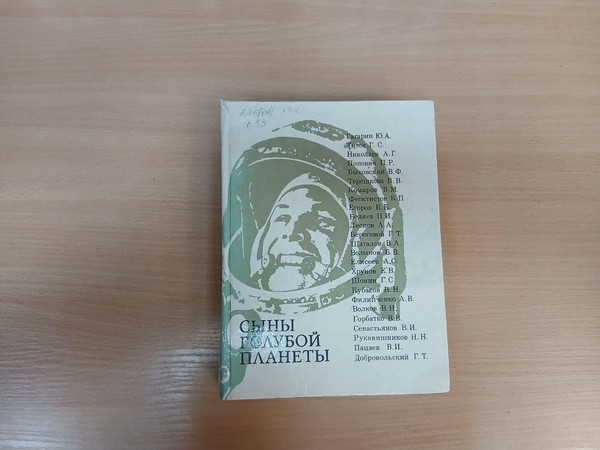 Гагарин Ю.А.
Титов Г. С.
Николаев А. Г.
Попович П. Р.
Быковский В. Ф.
Терешкова В. В.
Комаров В. М.
Феоктистов К. П.
Егоров Б. Б.
Беляев П. И.
Леонов А. А.
Береговой Г. Т.
Шаталов В. А.
Волынов Б. В.
Елисеев А. С.
Хрунов Е. В.
Шонин Г. С.
Кубасов В. Н.
Филипченко А. В.
Волков В. Н.
Горбатко В. В.
Севастьянов В. И.
Рукавишников Н. Н.
Пацаев В. И.
Добровольский Г. Т.
СЫНЫ
ГОЛУБОЙ
ПЛАНЕТЫ